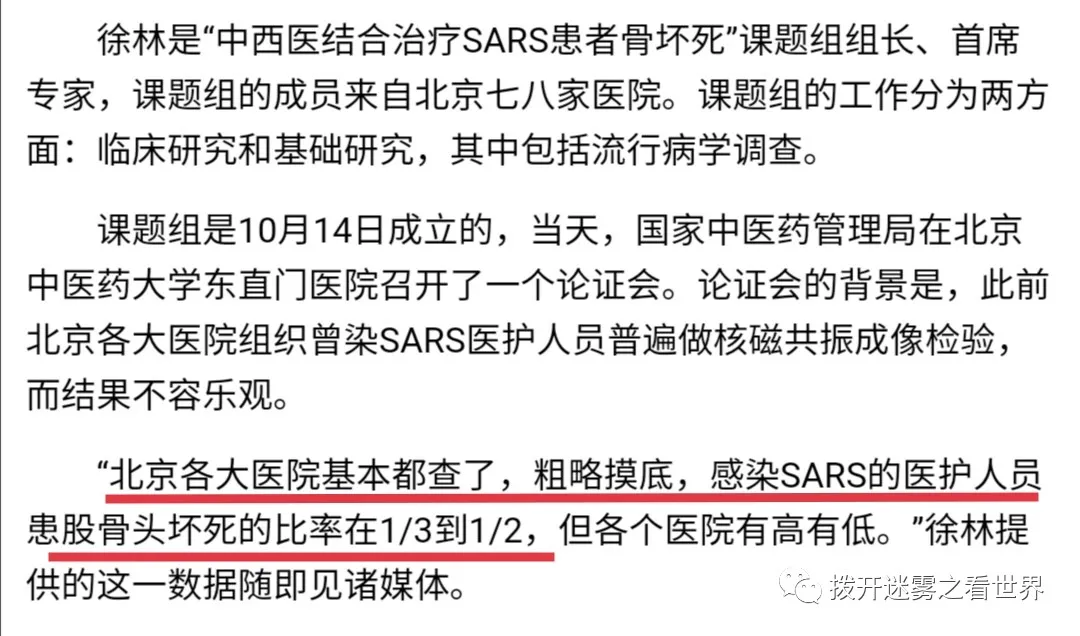 徐林是“中西医结合治疗SARS患者骨坏死”课题组组长、首席
专家，课题组的成员来自北京七八家医院。课题组的工作分为两方
面：临床研究和基础研究，其中包括流行病学调查。
课题组是10月14日成立的，当天，国家中医药管理局在北京
中医药大学东直门医院召开了一个论证会。论证会的背景是，此前
北京各大医院组织曾染SARS医护人员普遍做核磁共振成像检验，
而结果不容乐观。
“北京各大医院基本都查了，粗略摸底，感染SARS的医护人员
患股骨头坏死的比率在1/3到1/2，但各个医院有高有低。”徐林提
供的这一数据随即见诸媒体。
拨开迷雾之看世界